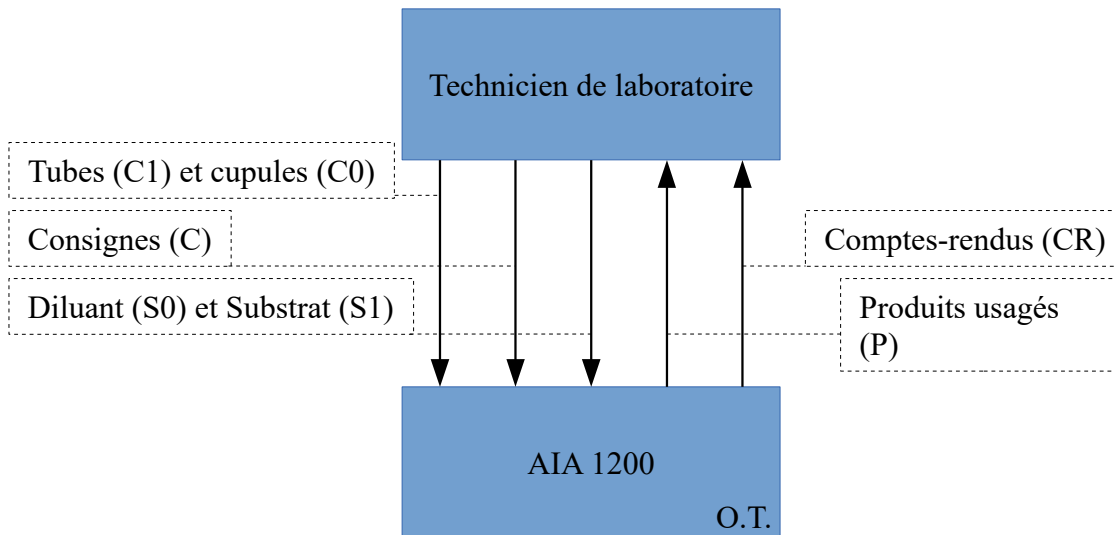 Technicien de laboratoire
Tubes (C1) et cupules (C0)
Consignes (C)
Comptes-rendus (CR)
Diluant (S0) et Substrat (S1)
Produits usagés
(P)
AIA 1200
O.T.